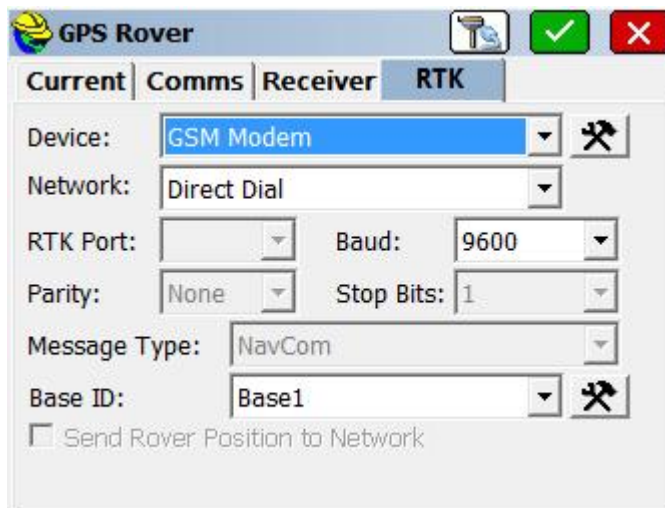 GPS Rover
Current Comms Receiver RTK
Device: GSM Modem
Network: Direct Dial
RTK Port: Baud: 9600
Parity: None Stop Bits: 1
Message Type: NavCom
Base ID: Base1
Send Rover Position to Network